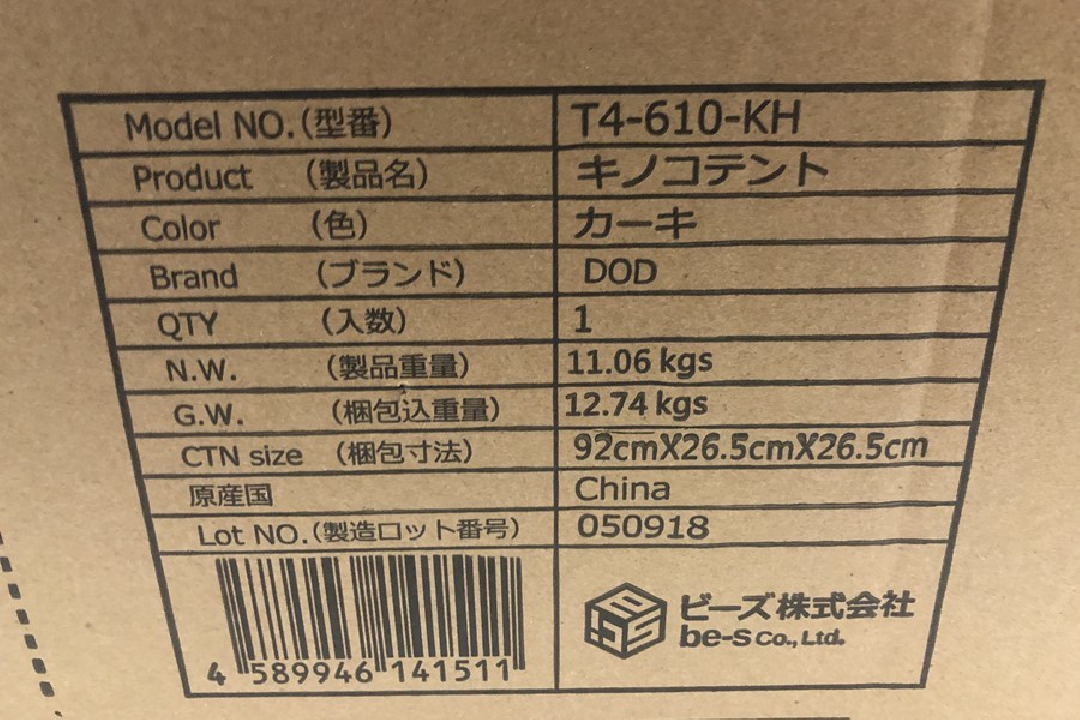 Model NO.(型番) T4-610-KH
Product (製品名) キノコテント
Color (色) カーキ
Brand (ブランド) DOD
QTY (入数) 1
N.W. (製品重量) 11.06 kgs
G.W. (梱包込重量) 12.74 kgs
CTN size (梱包寸法) 92cmX26.5cmX26.5cm
原産国 China
Lot NO.(製造ロット番号) 050918
4 589946 141511
ビーズ株式会社
be-s Co., Ltd.